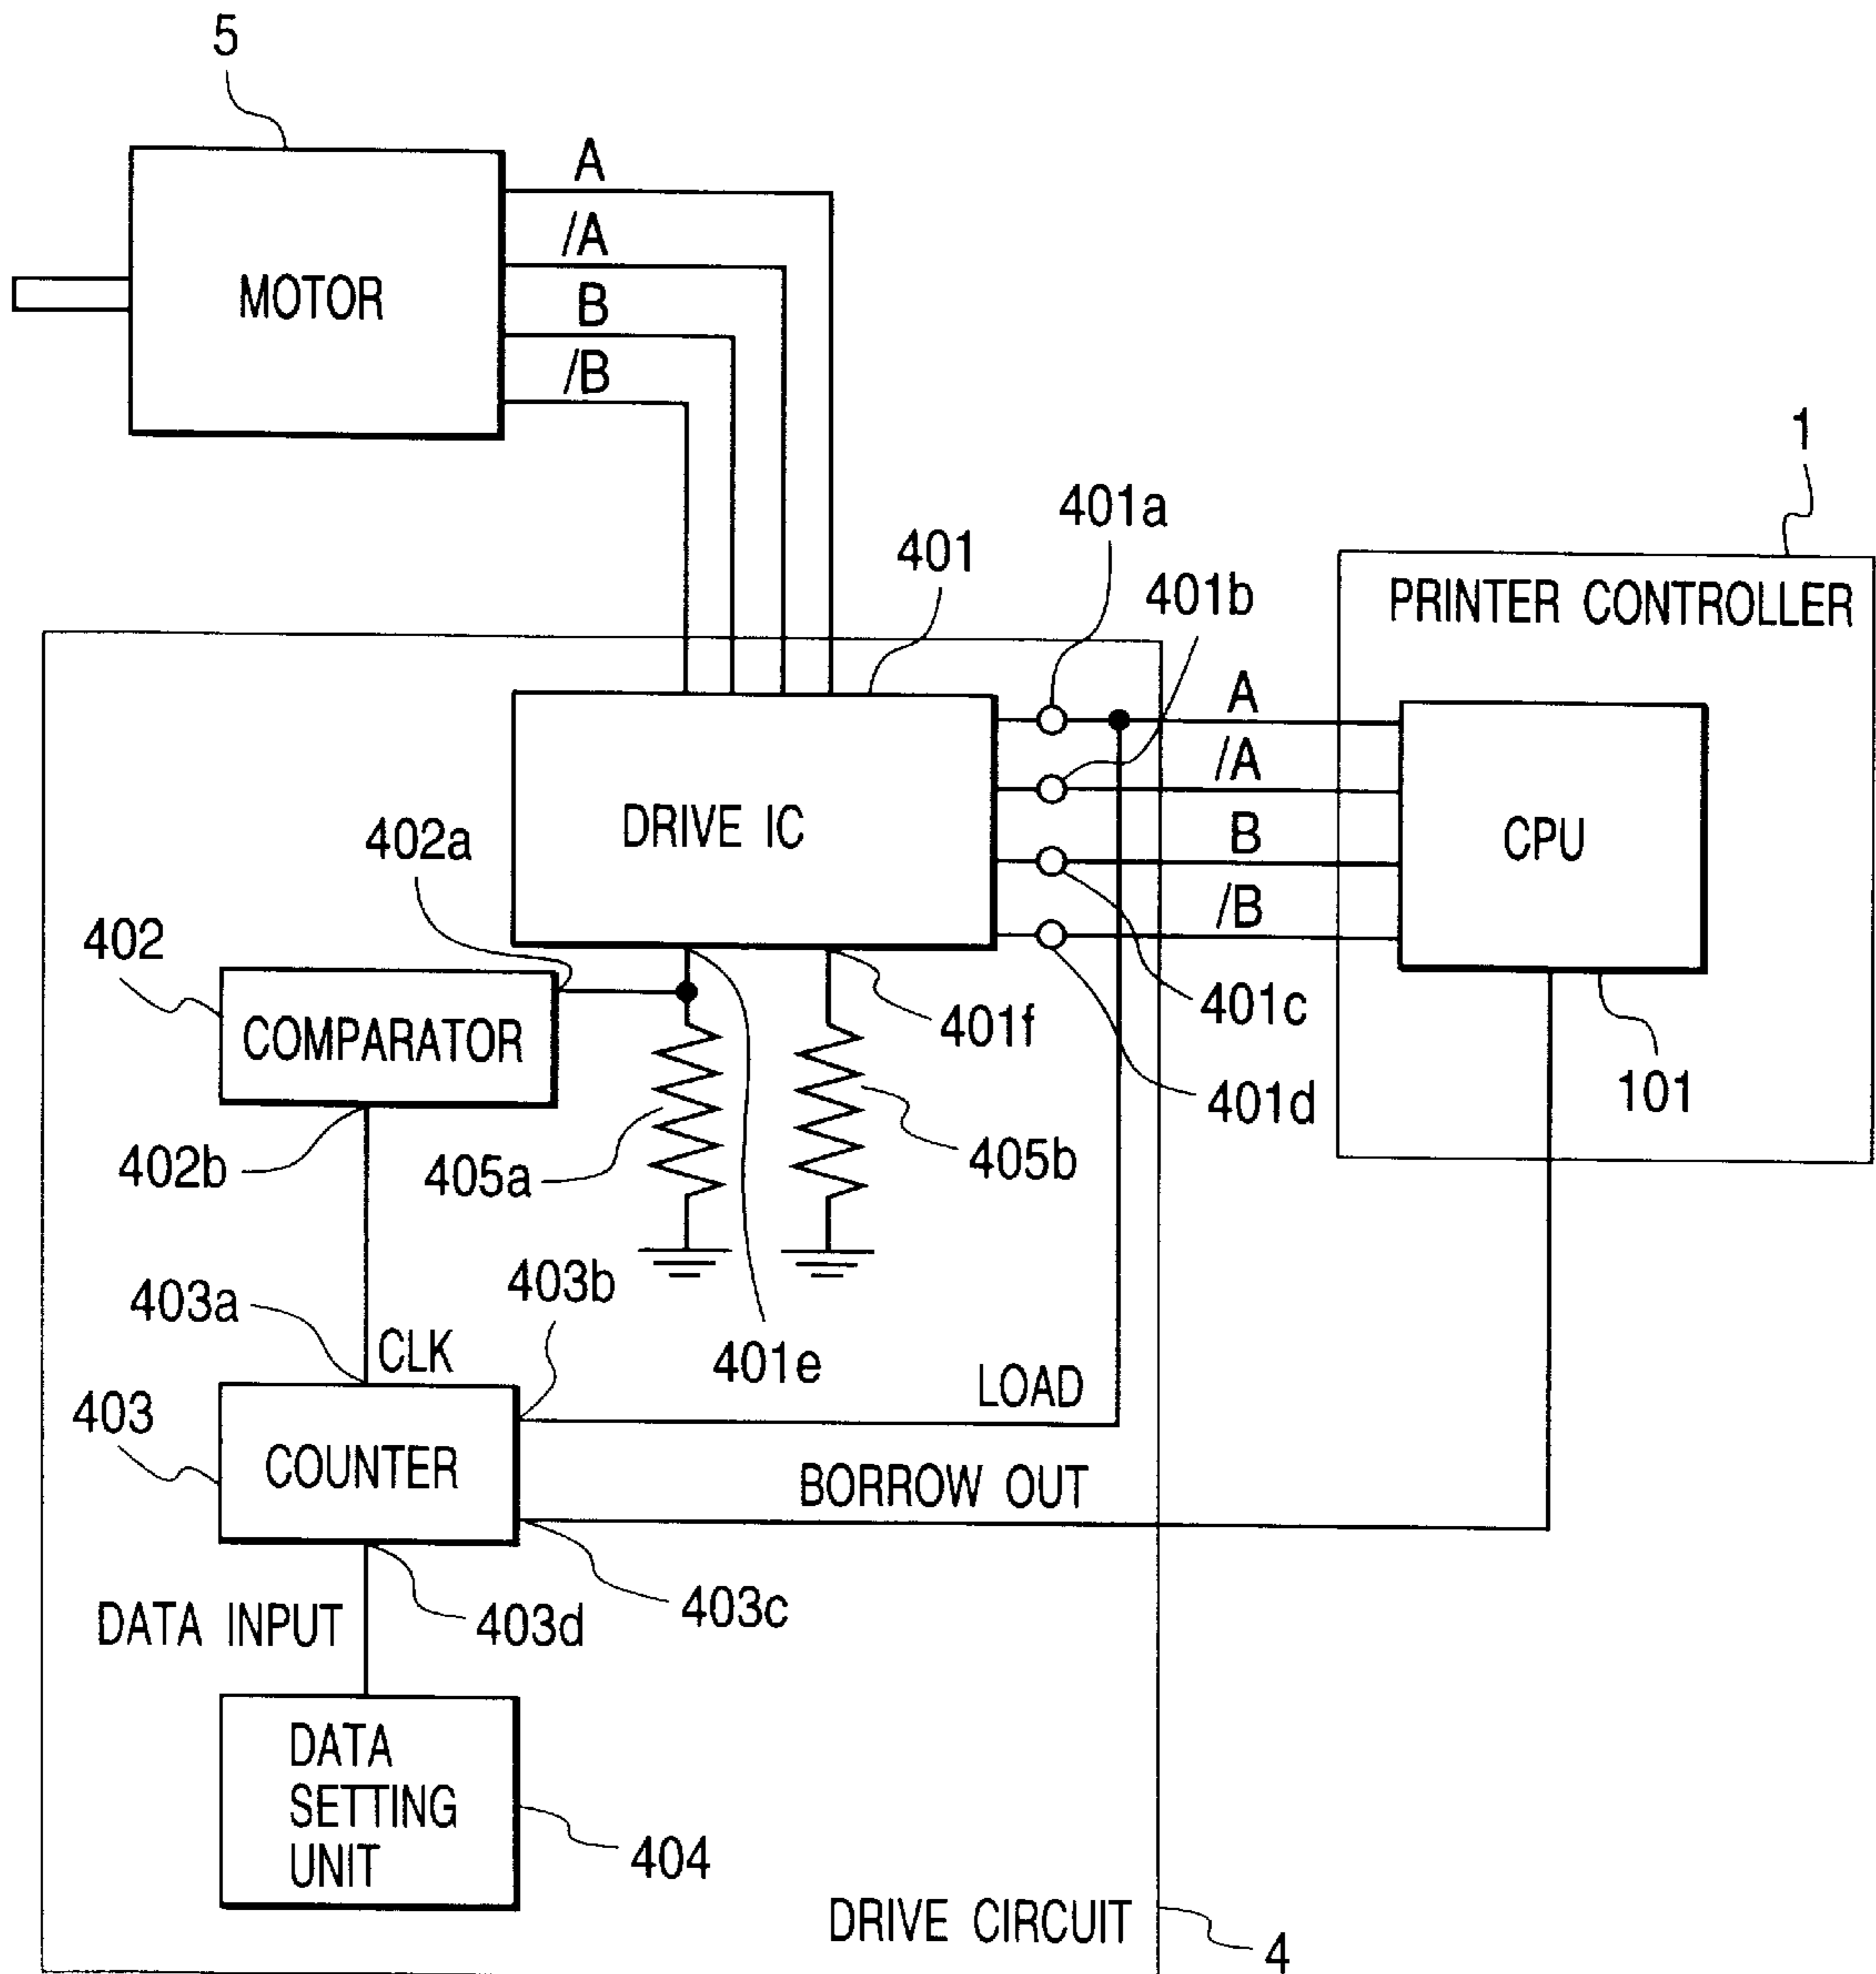 5
A
/A
MOTOR
B
/B
1
401a
401
401b
PRINTER CONTROLLER
A
/A
DRIVE IC
B
CPU
402a
/B
402
401c
COMPARATOR
401f
101
401d
402b
405a
405b
403b
403a
CLK
401e
LOAD
403
COUNTER
BORROW OUT
403c
DATA INPUT
403d
DATA
SETTING
UNIT
404
DRIVE CIRCUIT
4